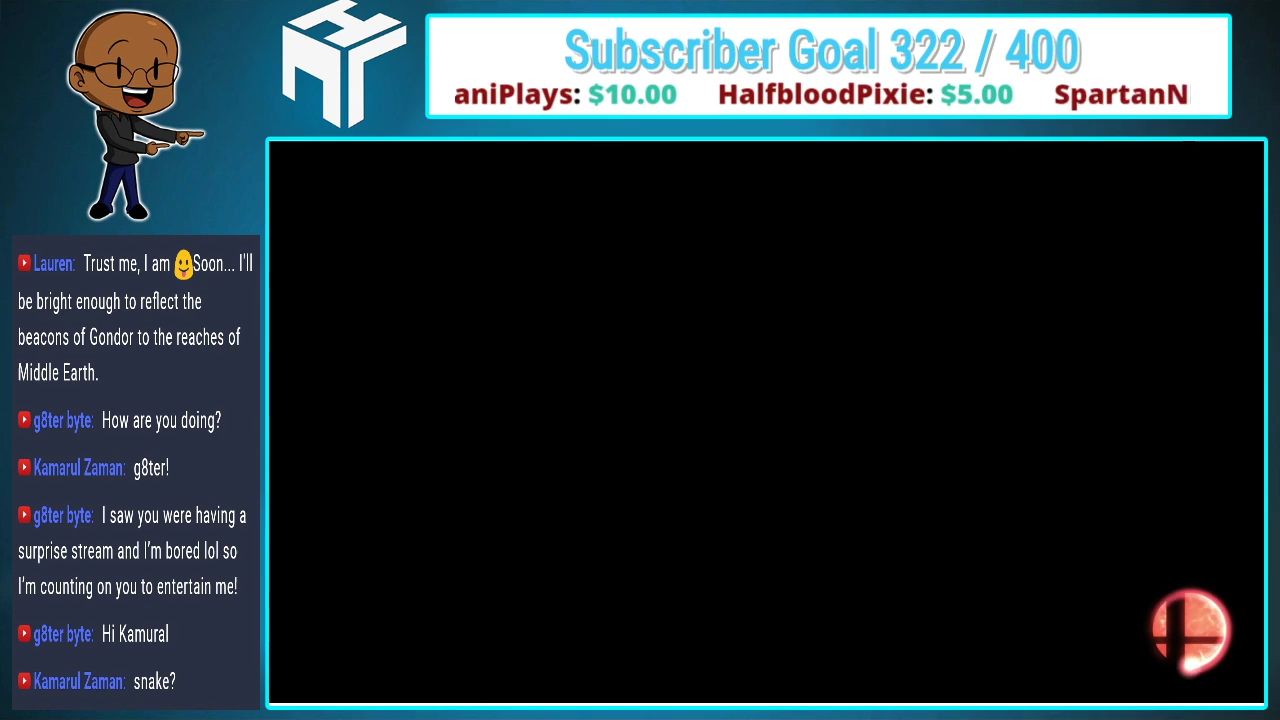 Subscriber Goal 322 / 400
aniPlays: $10.00 HalfbloodPixie: $5.00 SpartanN
Lauren: Trust me, I am 😛Soon... I'll
be bright enough to reflect the
beacons of Gondor to the reaches of
Middle Earth.
g8ter byte: How are you doing?
Kamarul Zaman: g8ter!
g8ter byte: I saw you were having a
surprise stream and I'm bored lol so
I'm counting on you to entertain me!
g8ter byte: Hi Kamural
Kamarul Zaman: snake?